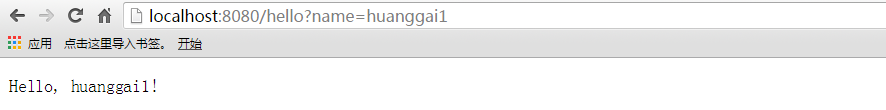 localhost:8080/hello?name=huanggai1
应用 点击这里导入书签。 开始
Hello, huanggai1!